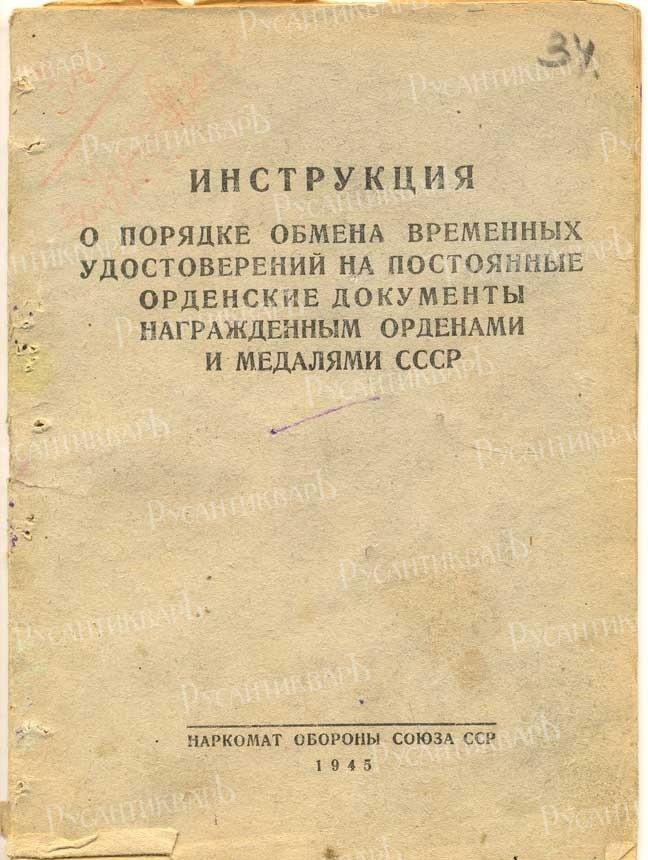 34
ИНСТРУКЦИЯ
О ПОРЯДКЕ ОБМЕНА ВРЕМЕННЫХ
УДОСТОВЕРЕНИЙ НА ПОСТОЯННЫЕ
ОРДЕНСКИЕ ДОКУМЕНТЫ
НАГРАЖДЕННЫМ ОРДЕНАМИ
И МЕДАЛЯМИ СССР
НАРКОМАТ ОБОРОНЫ СОЮЗА ССР
1945
РусантикварЪ